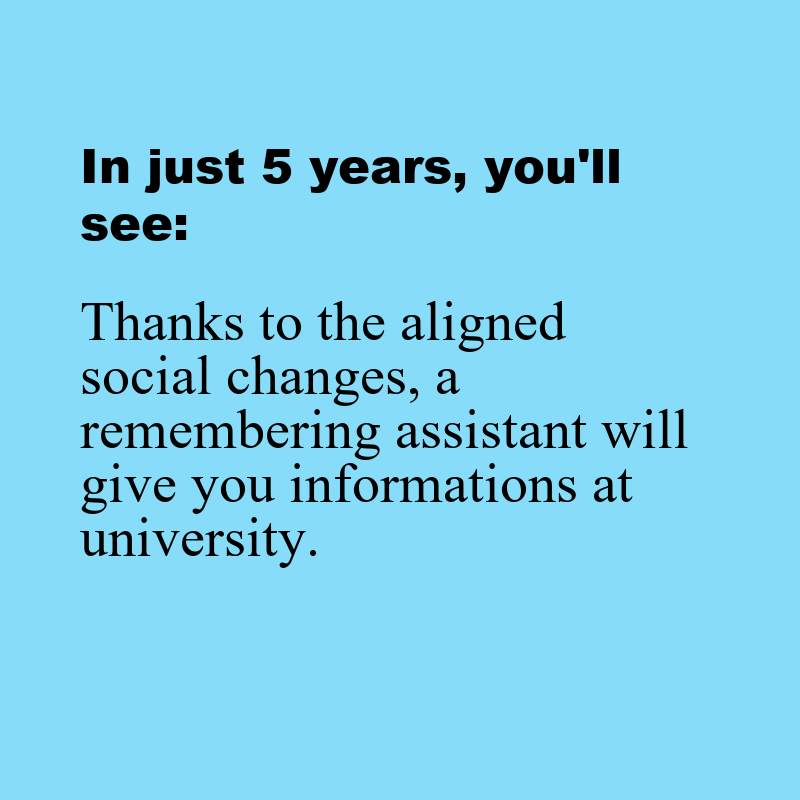 In just 5 years, you'll
see:
Thanks to the aligned
social changes, a
remembering assistant will
give you informations at
university.